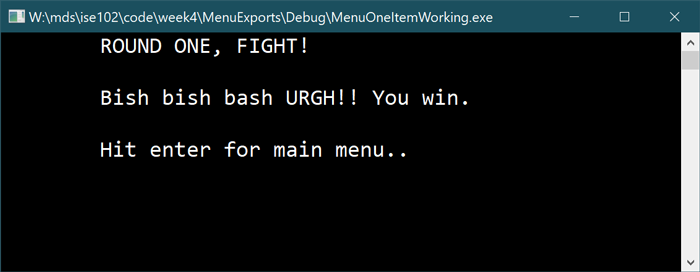 W:\mds\ise102\code\week4\MenuExports\Debug\MenuOneItemWorking.exe
ROUND ONE, FIGHT!
Bish bish bash URGH!! You win.
Hit enter for main menu..